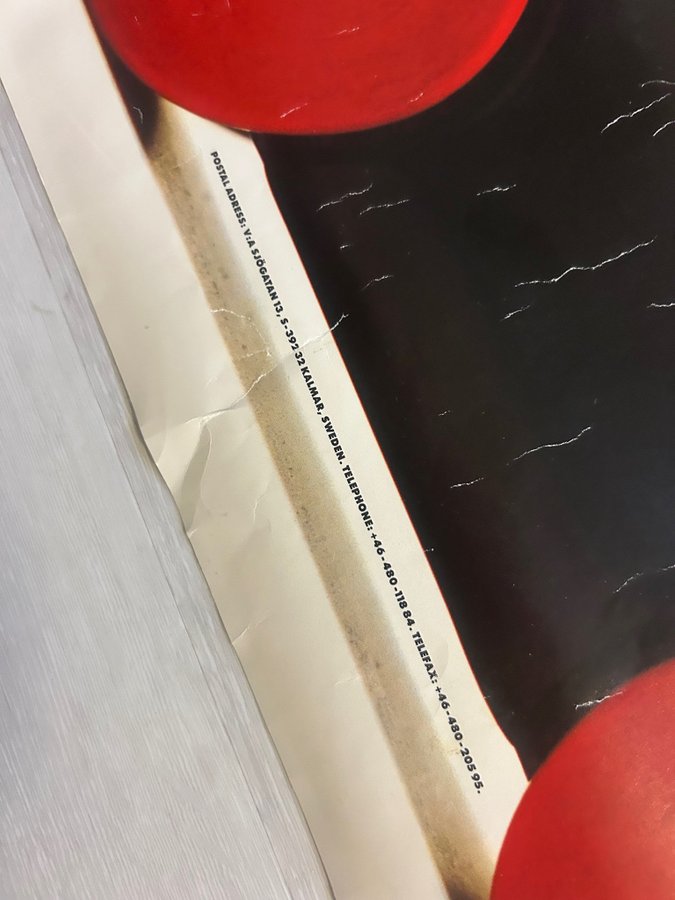 POSTAL ADRESS: V:A SJÖGATAN 13, S-392 32 KALMAR, SWEDEN. TELEPHONE: +46-480-118 84. TELEFAX: +46-480-205 95.